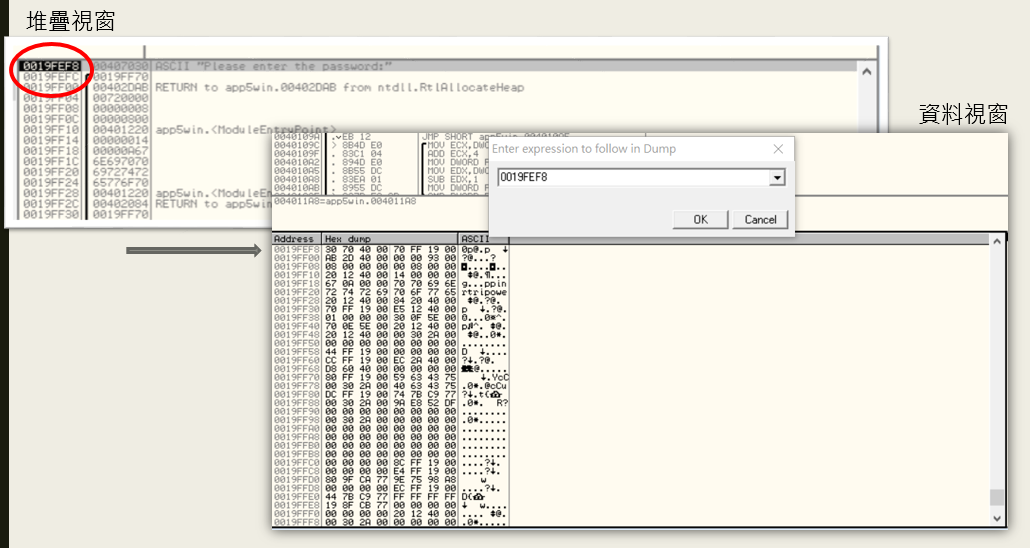 堆疊視窗
0019FEF8 00407030 ASCII "Please enter the password:"
0019FEFC 0019FF70
0019FF00 00402DAB RETURN to app5win.00402DAB from ntdll.RtlAllocateHeap
0019FF04 00720000
0019FF08 00000008
0019FF0C 00000800
0019FF10 00401220 app5win.<ModuleEntryPoint>
0019FF14 00000014
0019FF18 00000A67
0019FF1C 6E697070
0019FF20 69727472
0019FF24 65776F70
0019FF28 00401220 app5win.<ModuleE
0019FF2C 00402084 RETURN to app5win
0019FF30 0019FF70
資料視窗
0040109A .EB 12 JMP SHORT
0040109C > 8B4D E0 MOV ECX,DWO
0040109F . 83C1 04 ADD ECX,4
004010A2 . 894D E0 MOV DWORD P
004010A5 . 8B55 DC MOV EDX,DWO
004010A8 . 83EA 01 SUB EDX,1
004010AB . 8955 DC MOV DWORD P
004011A8=app5win.004011A8
Enter expression to follow in Dump
0019FEF8
OK Cancel
Address Hex dump ASCII
0019FEF8 30 70 40 00 70 FF 19 00 0p@.p
0019FF00 AB 2D 40 00 00 00 93 00
0019FF08 08 00 00 00 00 08 00 00
0019FF10 20 12 40 00 14 00 00 00
0019FF18 67 0A 00 00 70 70 69 6E g...ppin
0019FF20 72 74 72 69 70 6F 77 65 rtripowe
0019FF28 20 12 40 00 84 20 40 00
0019FF30 70 FF 19 00 E5 12 40 00
0019FF38 01 00 00 00 30 0F 5E 00
0019FF40 70 0E 5E 00 20 12 40 00
0019FF48 20 12 40 00 00 30 2A 00
0019FF50 00 00 00 00 00 00 00 00 ........
0019FF58 44 FF 19 00 00 00 00 00
0019FF60 CC FF 19 00 EC 2A 40 00
0019FF68 D8 60 40 00 00 00 00 00
0019FF70 80 FF 19 00 59 63 43 75
0019FF78 00 30 2A 00 40 63 43 75 .0*.@cCu
0019FF80 DC FF 19 00 74 7B C9 77
0019FF88 00 30 2A 00 9A E8 52 DF
0019FF90 00 00 00 00 00 00 00 00 ........
0019FF98 00 30 2A 00 00 00 00 00 .0*.....
0019FFA0 00 00 00 00 00 00 00 00 ........
0019FFA8 00 00 00 00 00 00 00 00 ........
0019FFB0 00 00 00 00 00 00 00 00 ........
0019FFB8 00 00 00 00 00 00 00 00 ........
0019FFC0 00 00 00 00 8C FF 19 00
0019FFC8 00 00 00 00 E4 FF 19 00
0019FFD0 80 9F CA 77 9E 75 98 A8
0019FFD8 00 00 00 00 EC FF 19 00
0019FFE0 44 7B C9 77 FF FF FF FF
0019FFE8 19 8F CB 77 00 00 00 00
0019FFF0 00 00 00 00 20 12 40 00
0019FFF8 00 30 2A 00 00 00 00 00 .0*.....